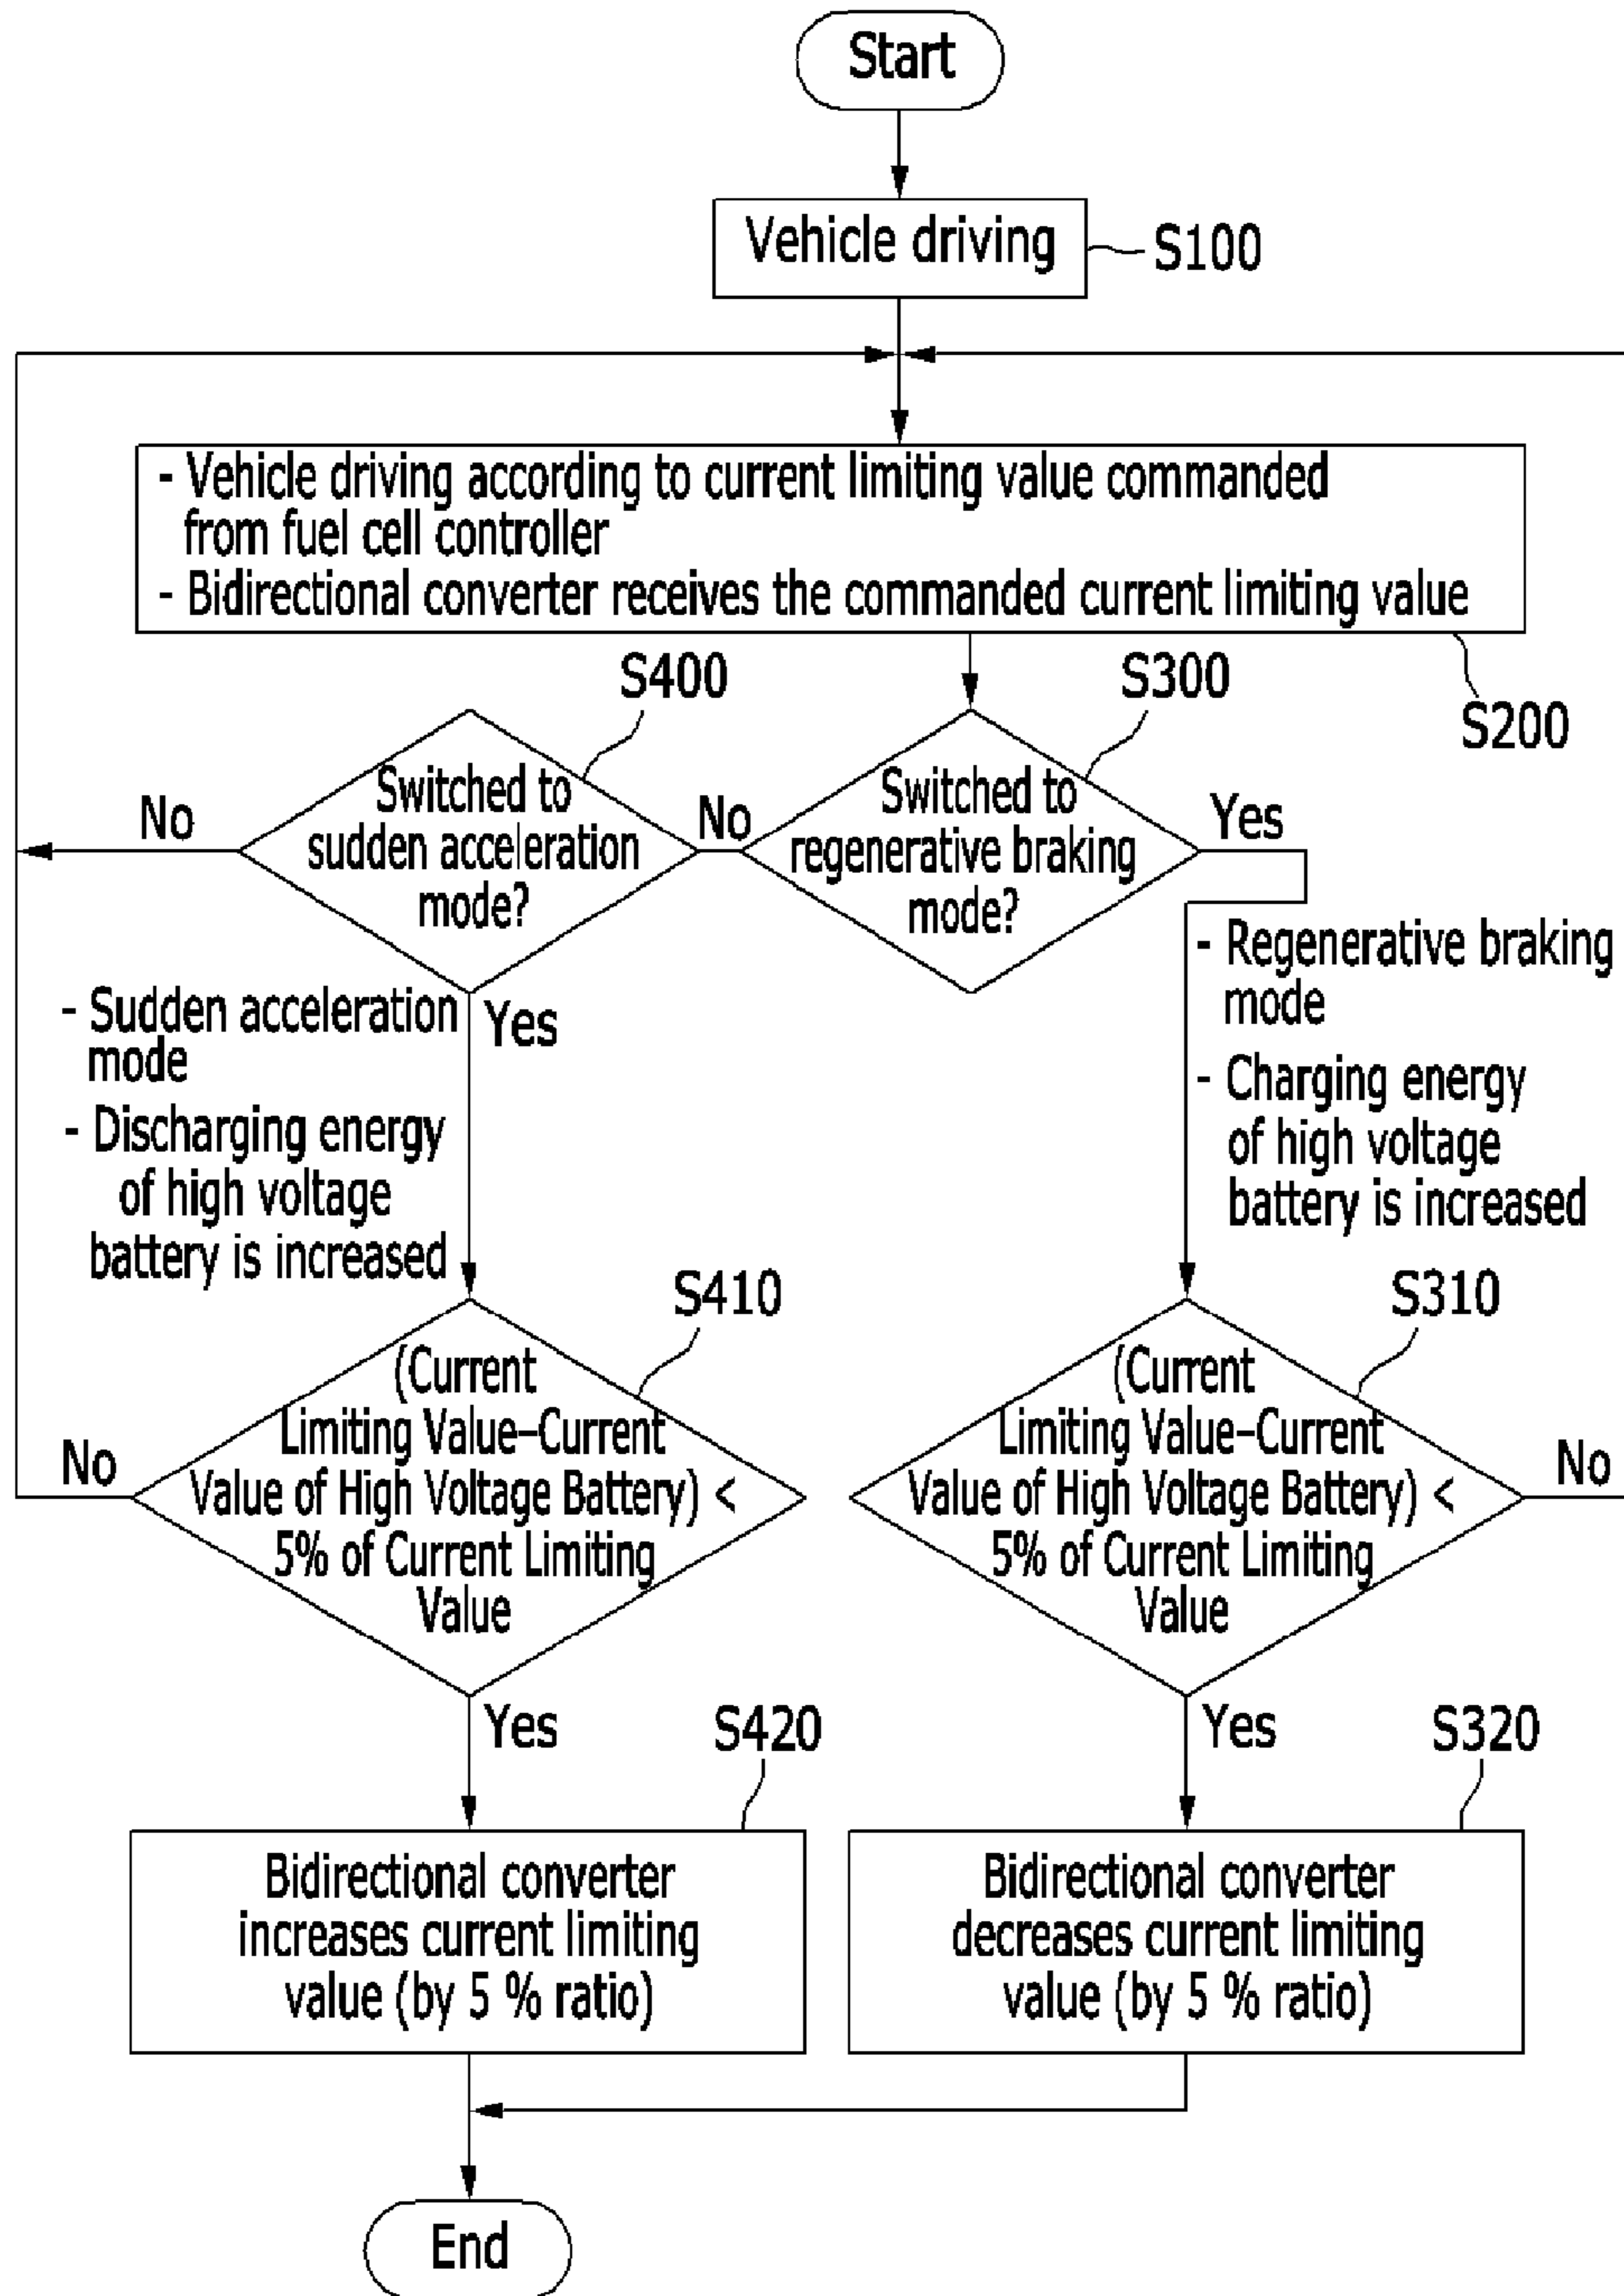 Start
Vehicle driving
S100
- Vehicle driving according to current limiting value commanded
from fuel cell controller
- Bidirectional converter receives the commanded current limiting value
S200
S400
S300
Switched to
sudden acceleration
mode?
No
No
Switched to
regenerative braking
mode?
Yes
- Sudden acceleration
mode
- Discharging energy
of high voltage
battery is increased
Yes
- Regenerative braking
mode
- Charging energy
of high voltage
battery is increased
S410
S310
(Current
Limiting Value–Current
Value of High Voltage Battery) <
5% of Current Limiting
Value
No
(Current
Limiting Value–Current
Value of High Voltage Battery) <
5% of Current Limiting
Value
No
Yes
S420
Yes
S320
Bidirectional converter
increases current limiting
value (by 5 % ratio)
Bidirectional converter
decreases current limiting
value (by 5 % ratio)
End